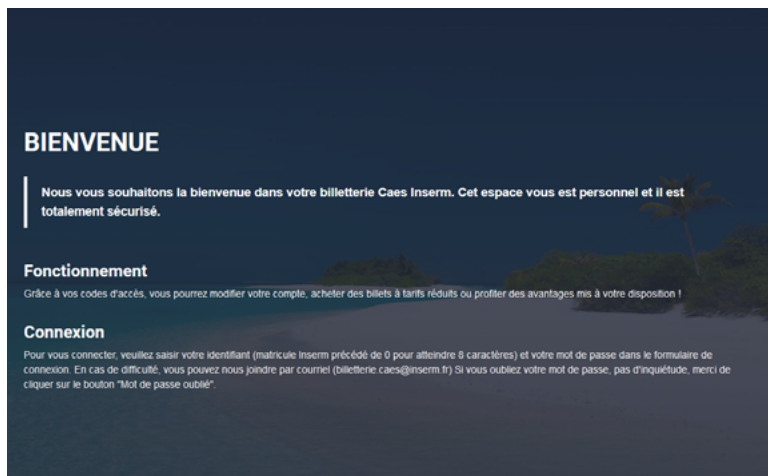 BIENVENUE
Nous vous souhaitons la bienvenue dans votre billetterie Caes Inserm. Cet espace vous est personnel et il est
totalement sécurisé.
Fonctionnement
Grâce à vos codes d'accès, vous pourrez modifier votre compte, acheter des billets à tarifs réduits ou profiter des avantages mis à votre disposition !
Connexion
Pour vous connecter, veuillez saisir votre identifiant (matricule Inserm précédé de 0 pour atteindre 8 caractères) et votre mot de passe dans le formulaire de
connexion. En cas de difficulté, vous pouvez nous joindre par courriel (billetterie.caes@inserm.fr) Si vous oubliez votre mot de passe, pas d'inquiétude, merci de
cliquer sur le bouton "Mot de passe oublié".